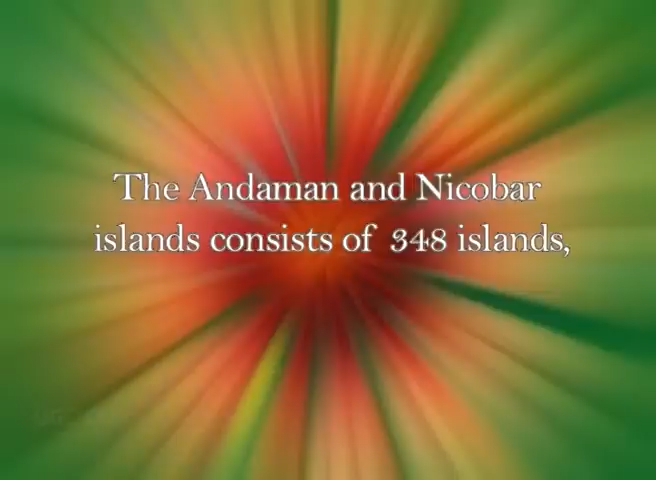 The Andaman and Nicobar
islands consists of 348 islands,